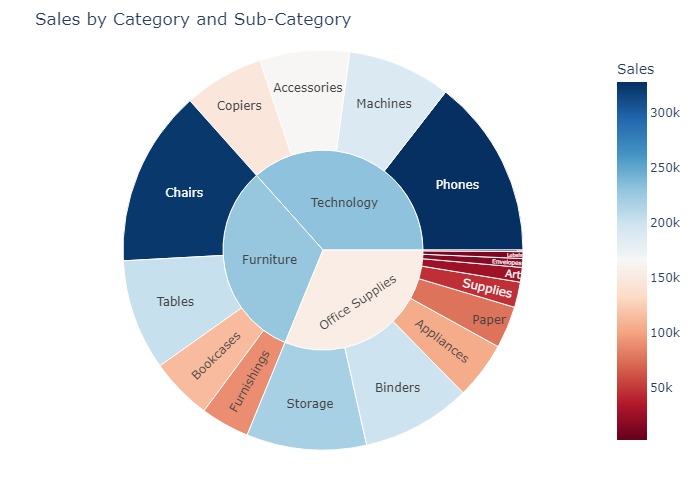 Sales by Category and Sub-Category
Sales
300k
250k
200k
150k
100k
50k
Technology
Furniture
Office Supplies
Phones
Machines
Accessories
Copiers
Chairs
Tables
Bookcases
Furnishings
Storage
Binders
Appliances
Paper
Supplies
Art
Envelopes
Labels